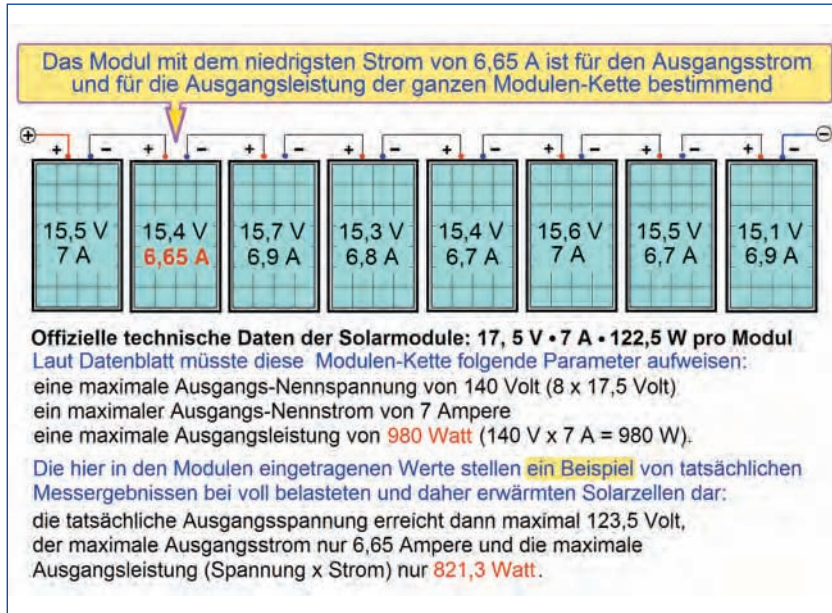 Das Modul mit dem niedrigsten Strom von 6,65 A ist für den Ausgangsstrom
und für die Ausgangsleistung der ganzen Modulen-Kette bestimmend
+ + − + − + − + − + − + − + − + − −
15,5 V 15,4 V 15,7 V 15,3 V 15,4 V 15,6 V 15,5 V 15,1 V
7 A 6,65 A 6,9 A 6,8 A 6,7 A 7 A 6,7 A 6,9 A
Offizielle technische Daten der Solarmodule: 17, 5 V • 7 A • 122,5 W pro Modul
Laut Datenblatt müsste diese Modulen-Kette folgende Parameter aufweisen:
eine maximale Ausgangs-Nennspannung von 140 Volt (8 x 17,5 Volt)
ein maximaler Ausgangs-Nennstrom von 7 Ampere
eine maximale Ausgangsleistung von 980 Watt (140 V x 7 A = 980 W).
Die hier in den Modulen eingetragenen Werte stellen ein Beispiel von tatsächlichen
Messergebnissen bei voll belasteten und daher erwärmten Solarzellen dar:
die tatsächliche Ausgangsspannung erreicht dann maximal 123,5 Volt,
der maximale Ausgangsstrom nur 6,65 Ampere und die maximale
Ausgangsleistung (Spannung x Strom) nur 821,3 Watt.